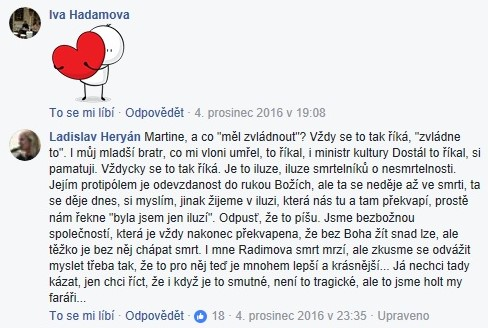 Iva Hadamova
To se mi líbí · Odpovědět · 4. prosinec 2016 v 19:08
Ladislav Heryán Martine, a co "měl zvládnout"? Vždy se to tak říká, "zvládne
to". I můj mladší bratr, co mi vloni umřel, to říkal, i ministr kultury Dostál to říkal, si
pamatuji. Vždycky se to tak říká. Je to iluze, iluze smrtelníků o nesmrtelnosti.
Jejím protipólem je odevzdanost do rukou Božích, ale ta se neděje až ve smrti, ta
se děje dnes, si myslím, jinak žijeme v iluzi, která nás tu a tam překvapí, prostě
nám řekne "byla jsem jen iluzí". Odpusť, že to píšu. Jsme bezbožnou
společností, která je vždy nakonec překvapena, že bez Boha žít snad lze, ale
těžko je bez něj chápat smrt. I mne Radimova smrt mrzí, ale zkusme se odvážit
myslet třeba tak, že to pro něj teď je mnohem lepší a krásnější... Já nechci tady
kázat, jen chci říct, že i když je to smutné, není to tragické, ale to jsme holt my
faráři...
To se mi líbí · Odpovědět · 18 · 4. prosinec 2016 v 23:35 · Upraveno